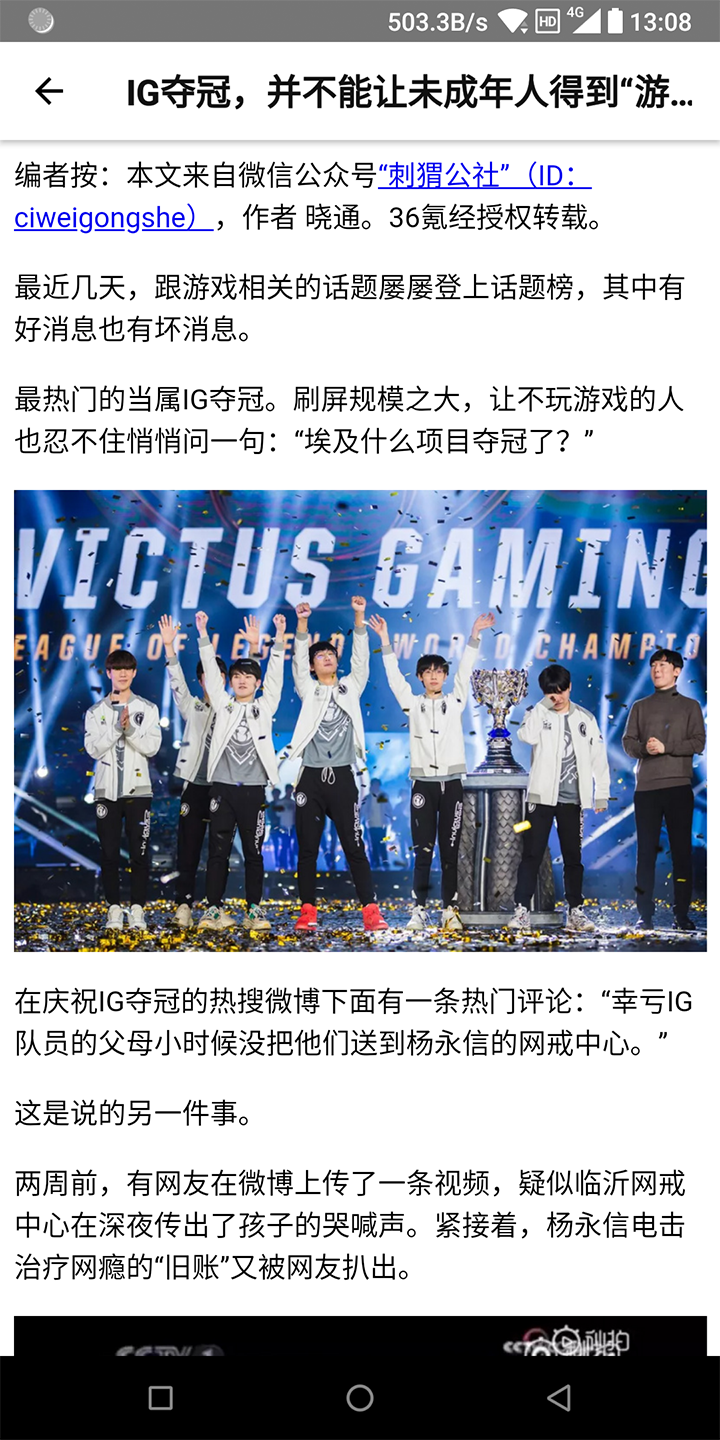 503.3B/s HD 4G 13:08
IG夺冠，并不能让未成年人得到“游…
编者按：本文来自微信公众号“刺猬公社”（ID：
ciweigongshe），作者 晓通。36氪经授权转载。
最近几天，跟游戏相关的话题屡屡登上话题榜，其中有
好消息也有坏消息。
最热门的当属IG夺冠。刷屏规模之大，让不玩游戏的人
也忍不住悄悄问一句：“埃及什么项目夺冠了？”
VICTUS GAMING
EAGUE OF LEGENDS WORLD CHAMPIO
在庆祝IG夺冠的热搜微博下面有一条热门评论：“幸亏IG
队员的父母小时候没把他们送到杨永信的网戒中心。”
这是说的另一件事。
两周前，有网友在微博上传了一条视频，疑似临沂网戒
中心在深夜传出了孩子的哭喊声。紧接着，杨永信电击
治疗网瘾的“旧账”又被网友扒出。